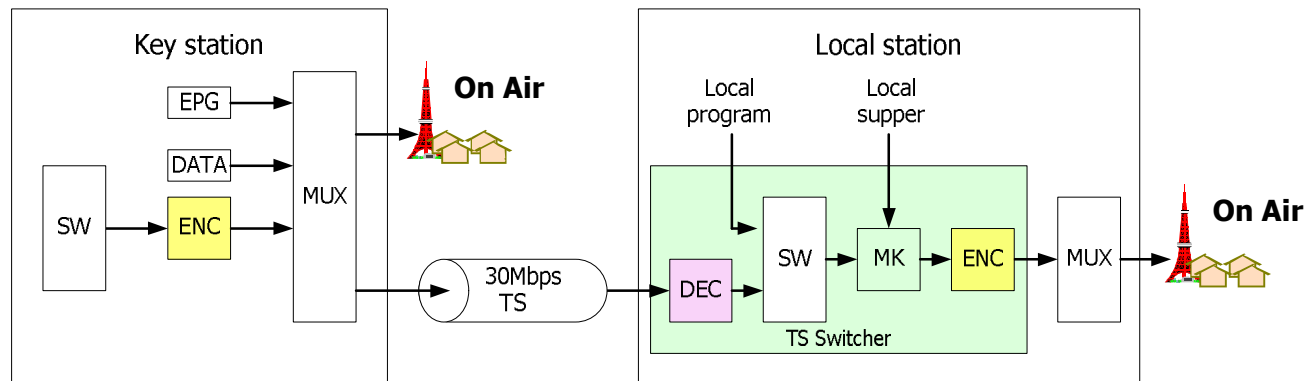 Key station
EPG
DATA
SW
ENC
MUX
On Air
30Mbps
TS
Local station
Local
program
Local
supper
DEC
SW
MK
ENC
TS Switcher
MUX
On Air